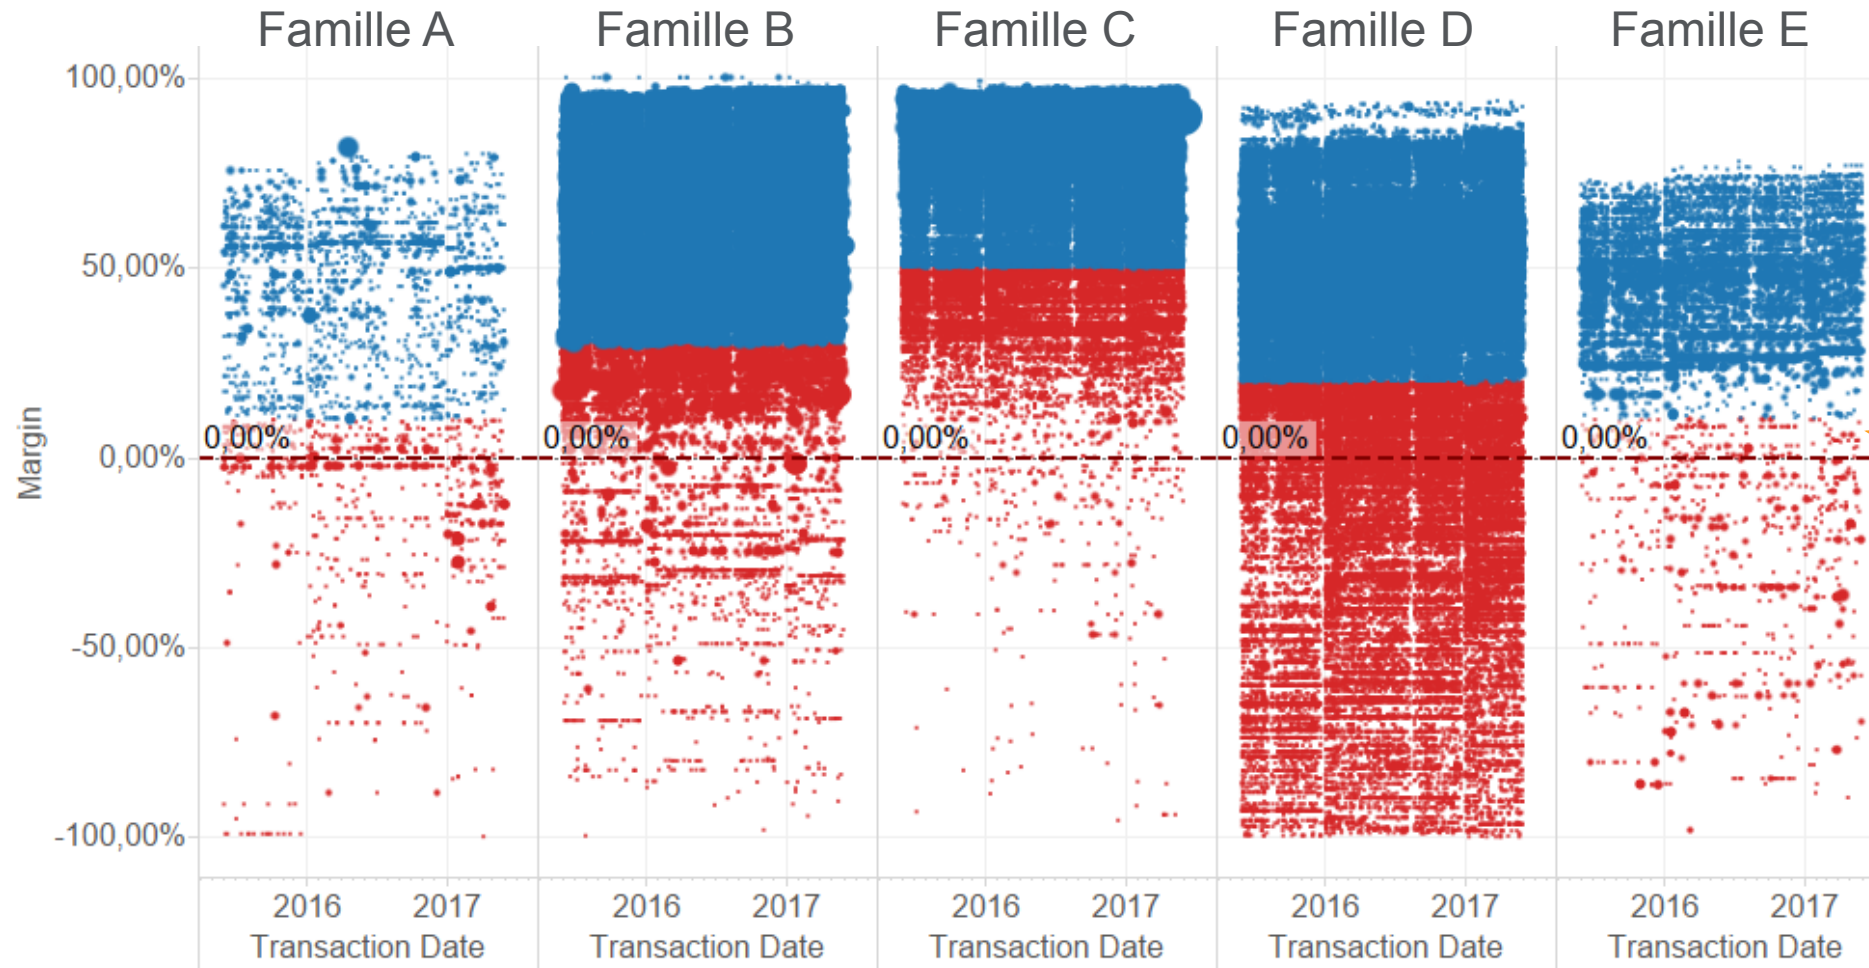 Famille A Famille B Famille C Famille D Famille E
100,00%
50,00%
0,00% 0,00% 0,00% 0,00% 0,00%
0,00%
-50,00%
-100,00%
Margin
2016 2017 2016 2017 2016 2017 2016 2017 2016 2017
Transaction Date Transaction Date Transaction Date Transaction Date Transaction Date